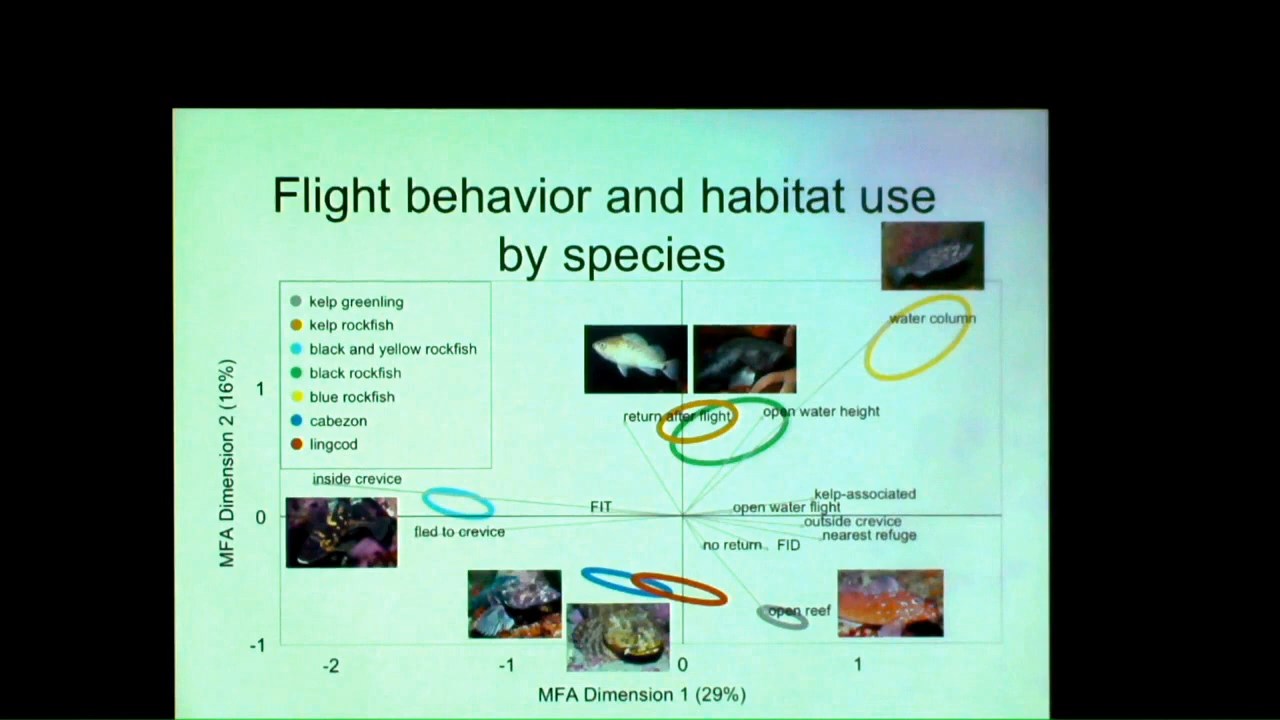 Flight behavior and habitat use
by species
kelp greenling
kelp rockfish
black and yellow rockfish
black rockfish
blue rockfish
cabezon
lingcod
water column
return after flight
open water height
inside crevice
kelp-associated
FIT
open water flight
outside crevice
fled to crevice
nearest refuge
no return
FID
open reef
MFA Dimension 2 (16%)
1
0
-1
-2
-1
0
1
MFA Dimension 1 (29%)